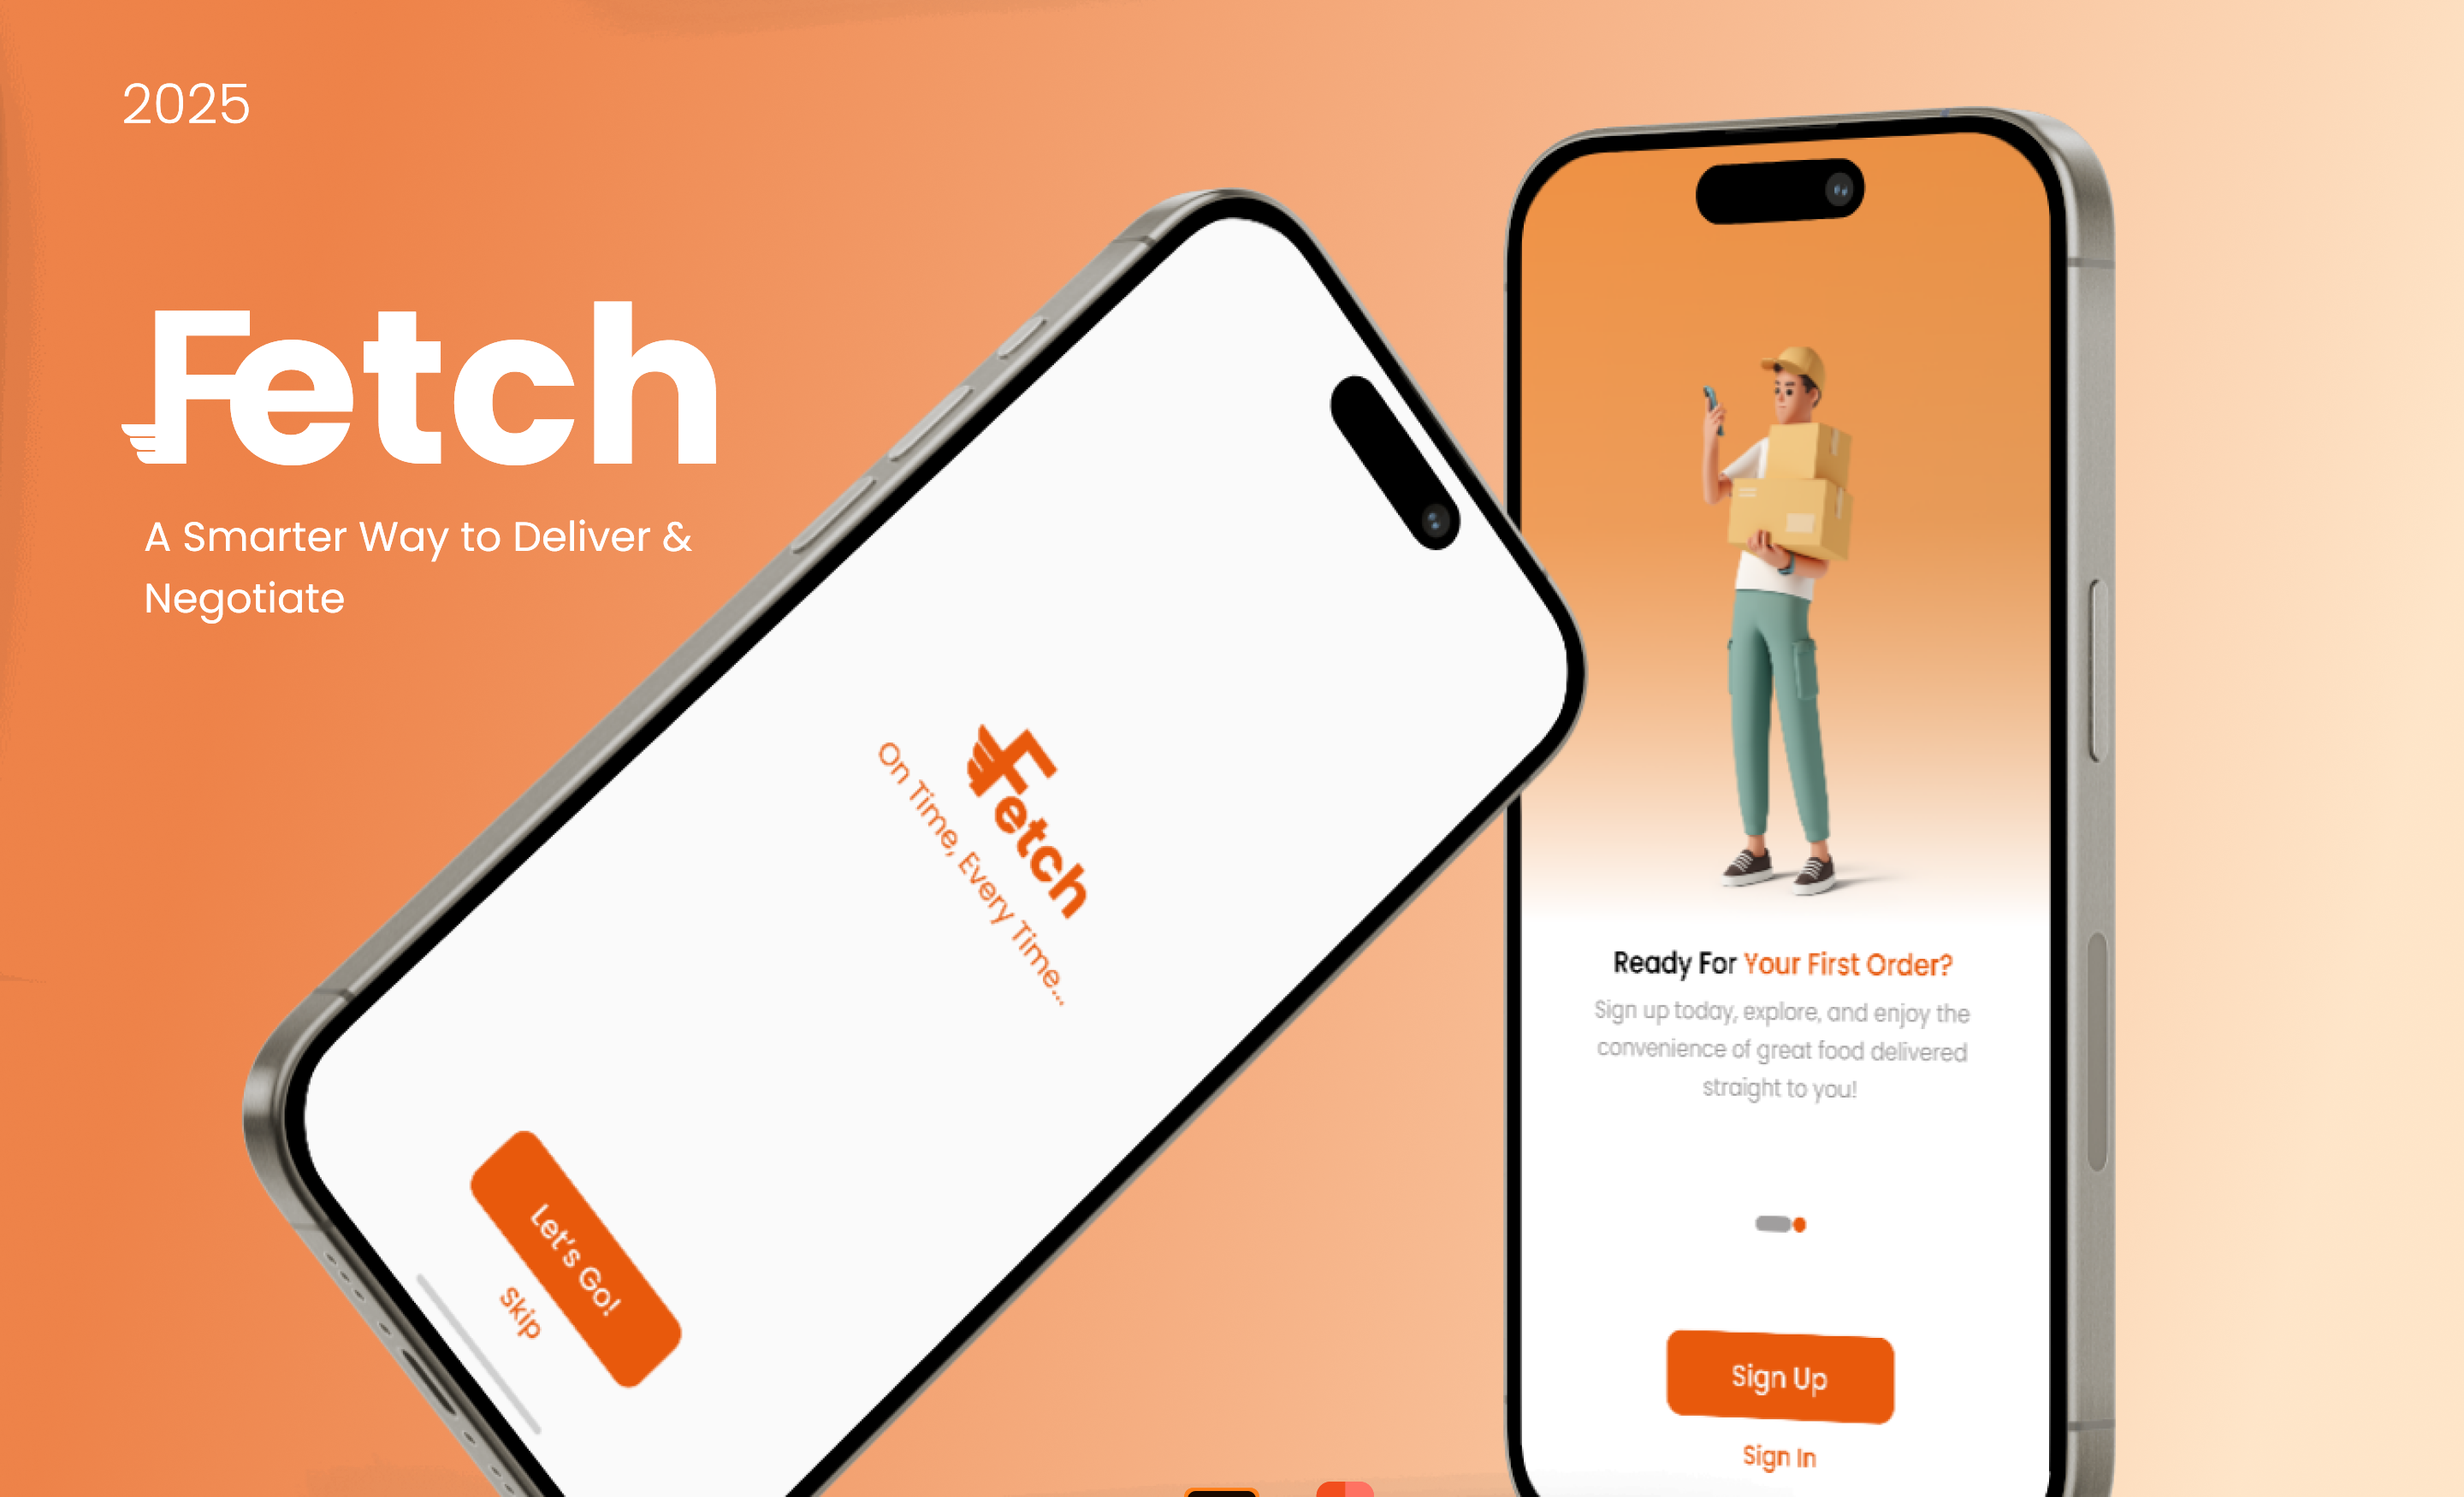 2025
Fetch
A Smarter Way to Deliver &
Negotiate
Fetch
On Time, Every Time...
Let's Go!
Skip
Ready For Your First Order?
Sign up today, explore, and enjoy the
convenience of great food delivered
straight to you!
Sign Up
Sign In